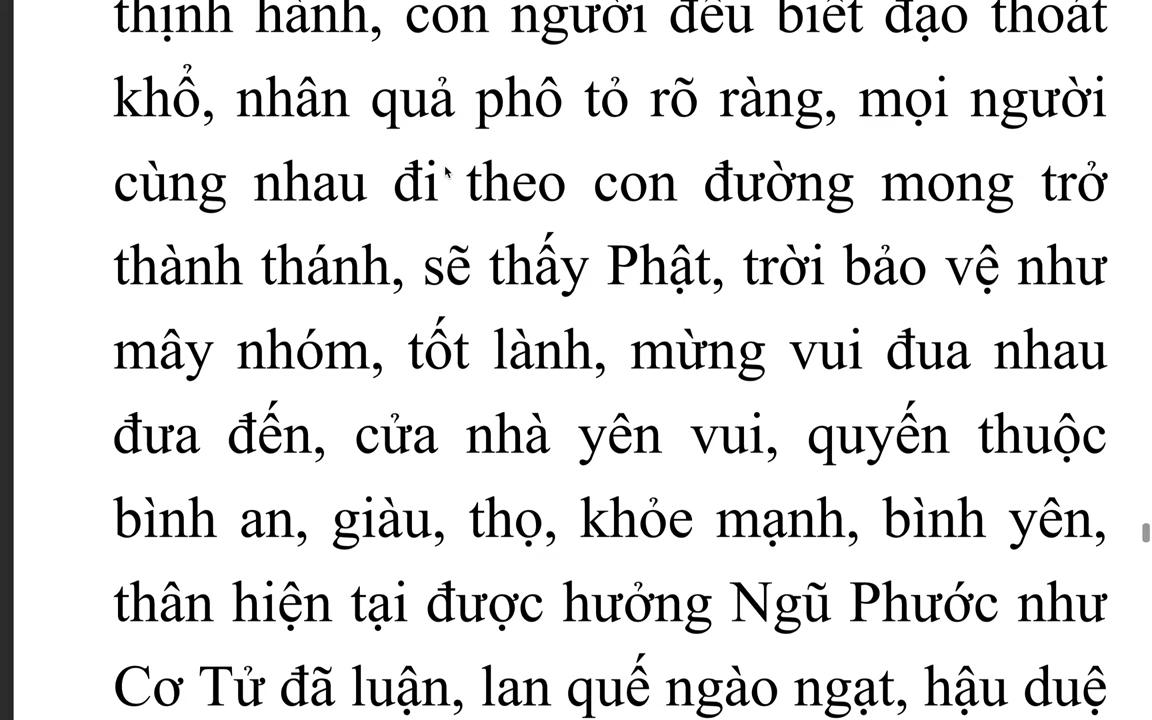 thịnh hành, con người đều biết đạo thoát
khổ, nhân quả phô tỏ rõ ràng, mọi người
cùng nhau đi theo con đường mong trở
thành thánh, sẽ thấy Phật, trời bảo vệ như
mây nhóm, tốt lành, mừng vui đua nhau
đưa đến, cửa nhà yên vui, quyến thuộc
bình an, giàu, thọ, khỏe mạnh, bình yên,
thân hiện tại được hưởng Ngũ Phước như
Cơ Tử đã luận, lan quế ngào ngạt, hậu duệ